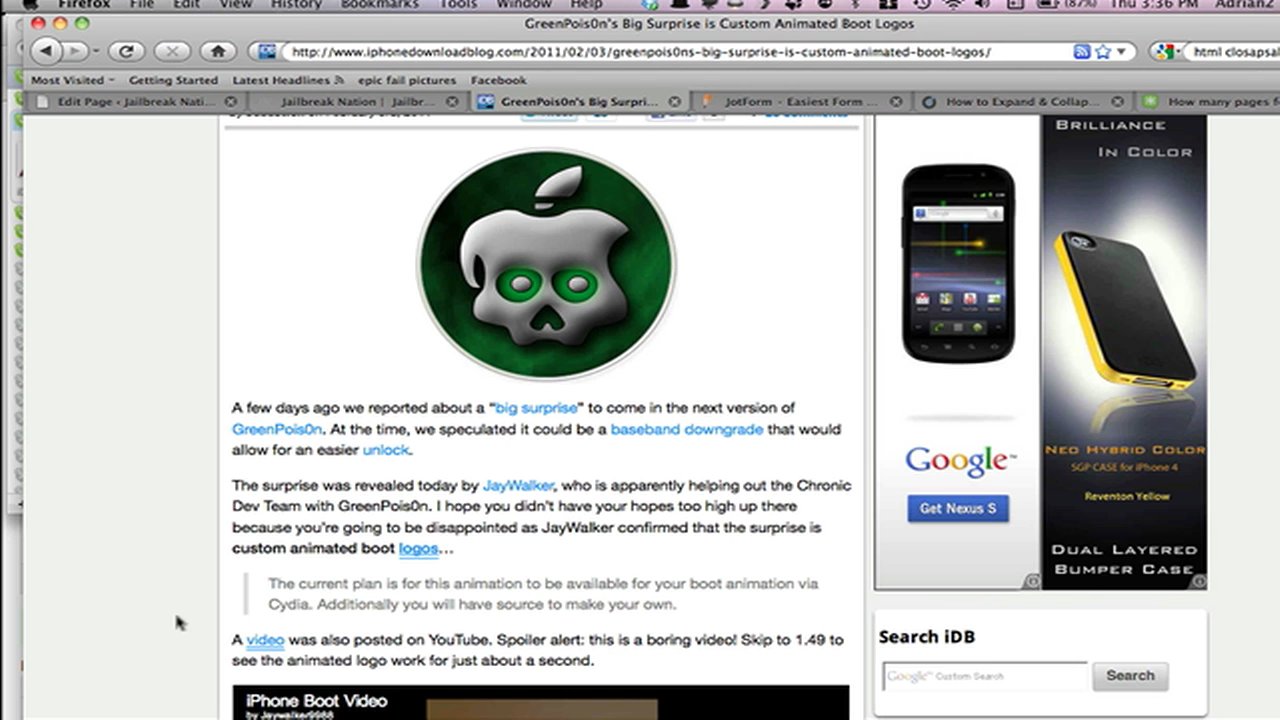 Firefox File Edit View History Bookmarks Tools Window Help (87%) Thu 3:36 PM Adrian2
GreenPois0n's Big Surprise is Custom Animated Boot Logos
http://www.iphonedownloadblog.com/2011/02/03/greenpois0ns-big-surprise-is-custom-animated-boot-logos/
html closapsa
Most Visited Getting Started Latest Headlines epic fail pictures Facebook
Edit Page ‹ Jailbreak Nati... Jailbreak Nation | Jailbr... GreenPois0n's Big Surpri... JotForm - Easiest Form ... How to Expand & Collap... How many pages f
A few days ago we reported about a "big surprise" to come in the next version of
GreenPois0n. At the time, we speculated it could be a baseband downgrade that would
allow for an easier unlock.
The surprise was revealed today by JayWalker, who is apparently helping out the Chronic
Dev Team with GreenPois0n. I hope you didn't have your hopes too high up there
because you're going to be disappointed as JayWalker confirmed that the surprise is
custom animated boot logos...
The current plan is for this animation to be available for your boot animation via
Cydia. Additionally you will have source to make your own.
A video was also posted on YouTube. Spoiler alert: this is a boring video! Skip to 1.49 to
see the animated logo work for just about a second.
iPhone Boot Video
by Jaywalker9988
Google™
Get Nexus S
Brilliance
In Color
Neo Hybrid Color
SGP CASE for iPhone 4
Reventon Yellow
Dual Layered
Bumper Case
Search iDB
Google™ Custom Search
Search